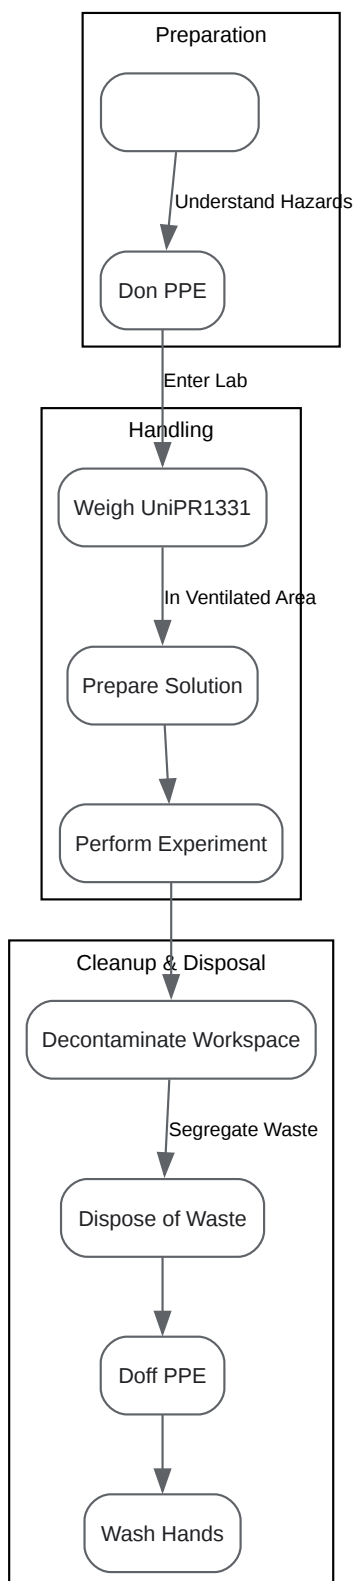 Preparation
Understand Hazards
Don PPE
Enter Lab
Handling
Weigh UniPR1331
In Ventilated Area
Prepare Solution
Perform Experiment
Cleanup & Disposal
Decontaminate Workspace
Segregate Waste
Dispose of Waste
Doff PPE
Wash Hands